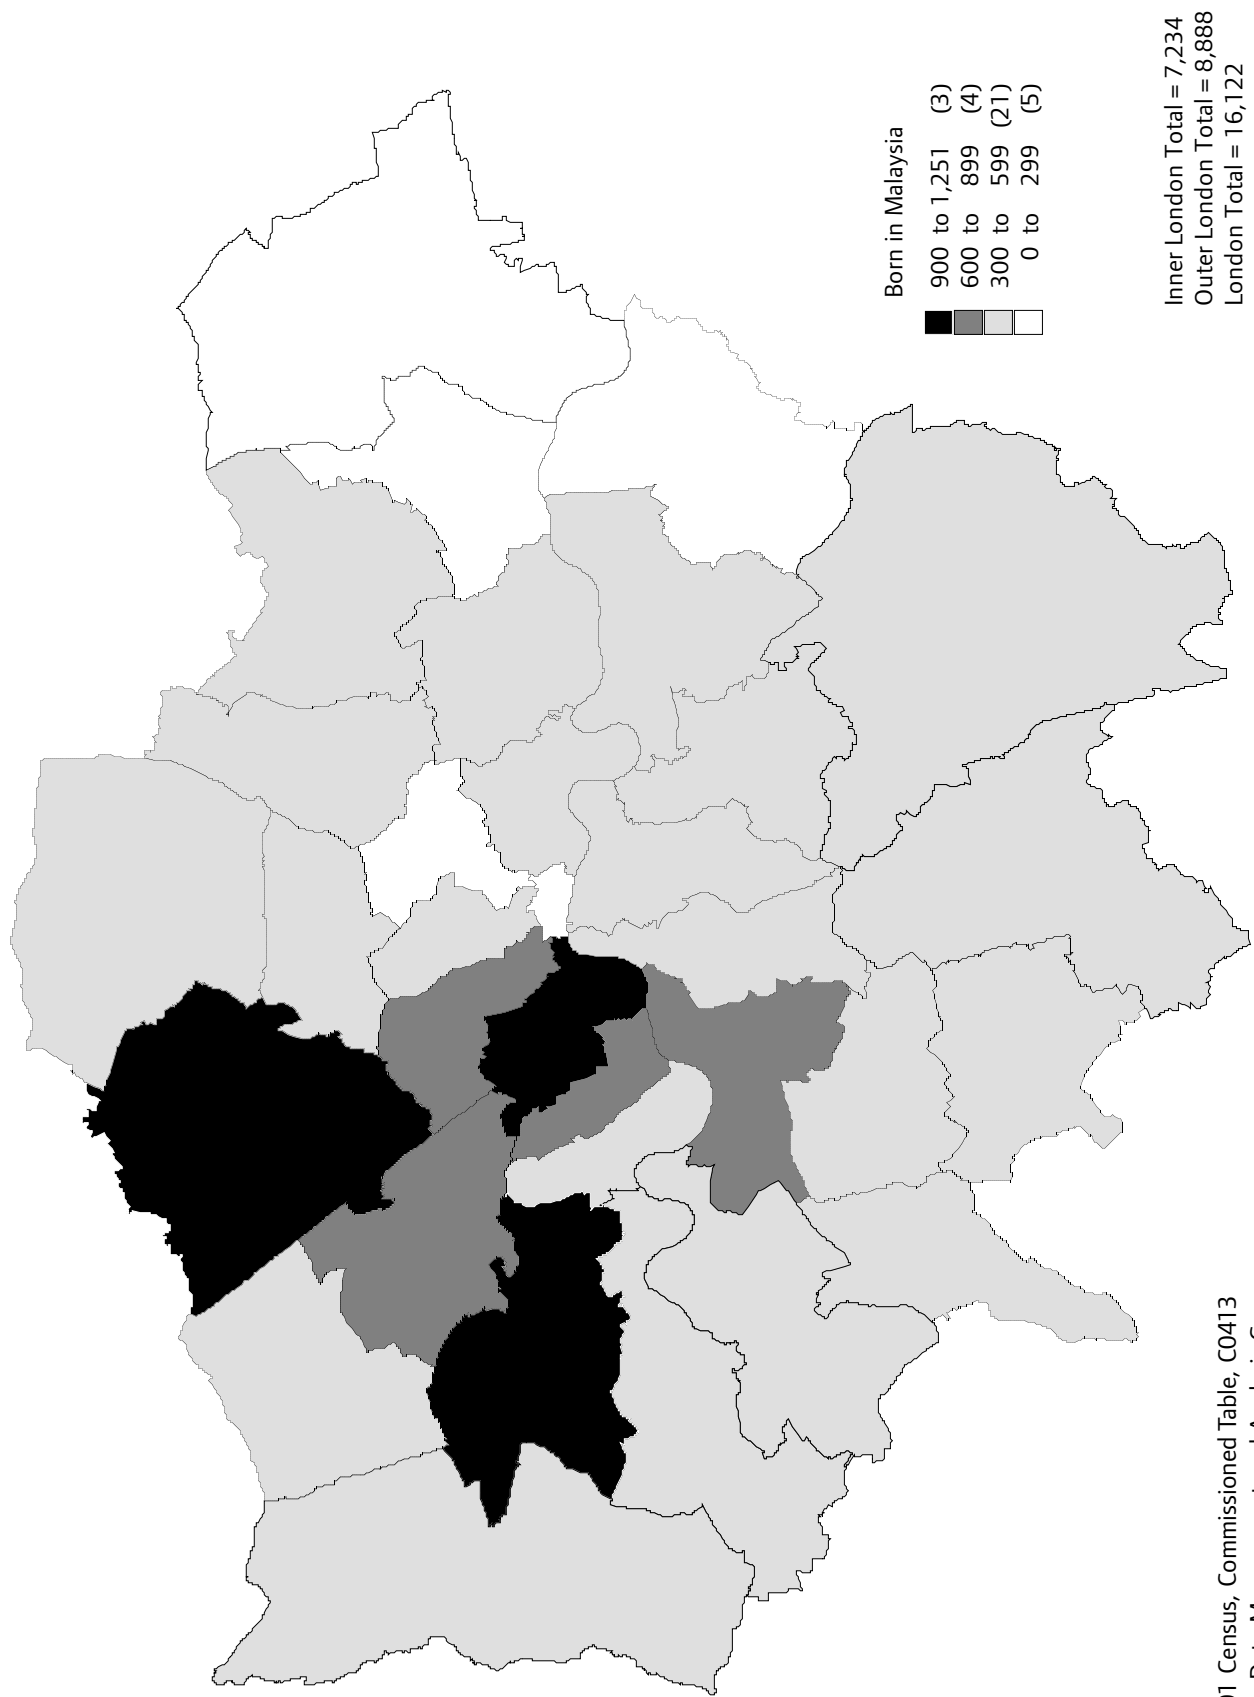 Born in Malaysia
900 to 1,251 (3)
600 to 899 (4)
300 to 599 (21)
0 to 299 (5)
Inner London Total = 7,234
Outer London Total = 8,888
London Total = 16,122
Census, Commissioned Table, C0413